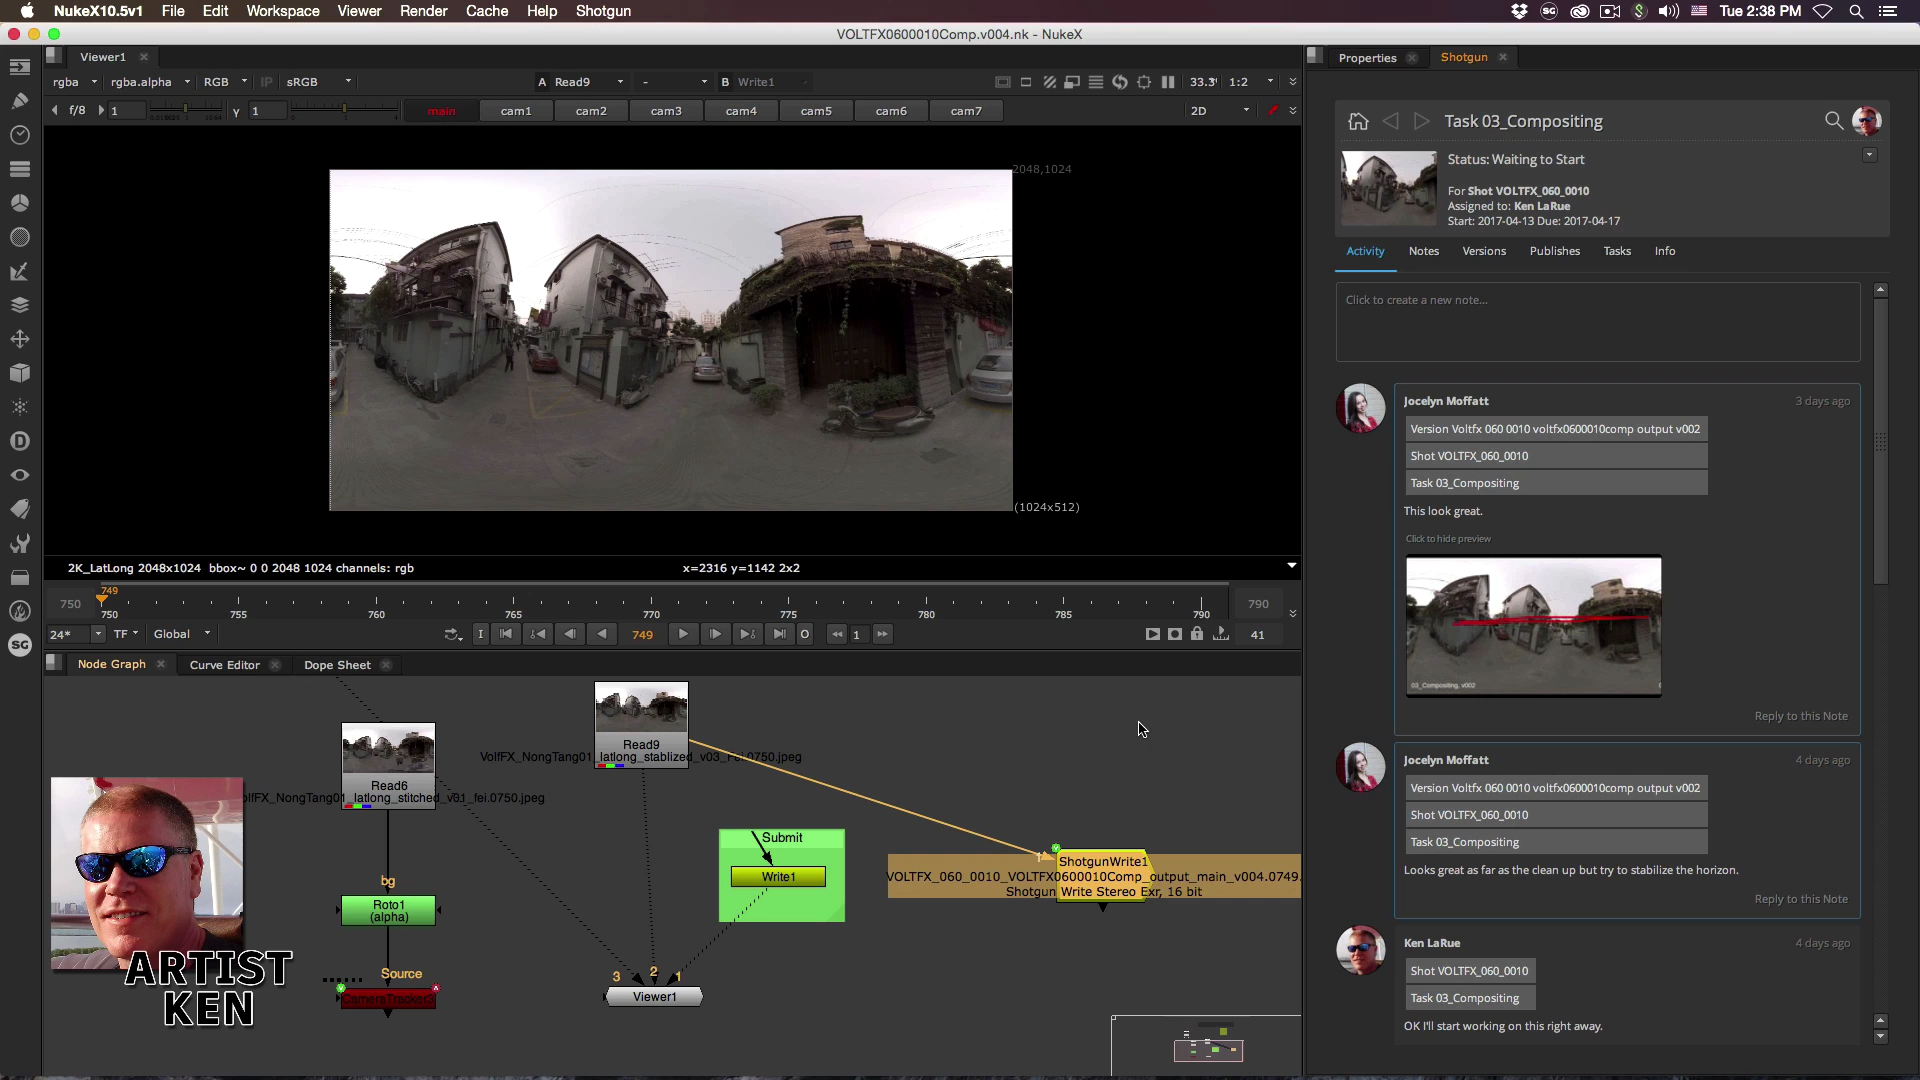 NukeX10.5v1 File Edit Workspace Viewer Render Cache Help Shotgun
SG Tue 2:38 PM
VOLTFX0600010Comp.v004.nk - NukeX
Viewer1
rgba rgba.alpha RGB IP sRGB A Read9 - B Write1 33.3 1:2
f/8 1 y 1 main cam1 cam2 cam3 cam4 cam5 cam6 cam7 2D
2048,1024
(1024x512)
2K_LatLong 2048x1024 bbox~ 0 0 2048 1024 channels: rgb x=2316 y=1142 2x2
749
750 750 755 760 765 770 775 780 785 790 790
24* TF Global I 749 O 1 41
SG
Node Graph Curve Editor Dope Sheet
Read9
VolfFX_NongTang01_latlong_stablized_v03_Fei.0750.jpeg
Read6
olfFX_NongTang01_latlong_stitched_v01_fei.0750.jpeg
Submit
Write1
ShotgunWrite1
VOLTFX_060_0010_VOLTFX0600010Comp_output_main_v004.0749.
Shotgun Write Stereo Exr, 16 bit
1
bg
Roto1
(alpha)
Source
CameraTracker3
3 2 1
Viewer1
ARTIST
KEN
Properties Shotgun
Task 03_Compositing
Status: Waiting to Start
For Shot VOLTFX_060_0010
Assigned to: Ken LaRue
Start: 2017-04-13 Due: 2017-04-17
Activity Notes Versions Publishes Tasks Info
Click to create a new note...
Jocelyn Moffatt 3 days ago
Version Voltfx 060 0010 voltfx0600010comp output v002
Shot VOLTFX_060_0010
Task 03_Compositing
This look great.
Click to hide preview
03_Compositing, v002
Reply to this Note
Jocelyn Moffatt 4 days ago
Version Voltfx 060 0010 voltfx0600010comp output v002
Shot VOLTFX_060_0010
Task 03_Compositing
Looks great as far as the clean up but try to stabilize the horizon.
Reply to this Note
Ken LaRue 4 days ago
Shot VOLTFX_060_0010
Task 03_Compositing
OK I'll start working on this right away.